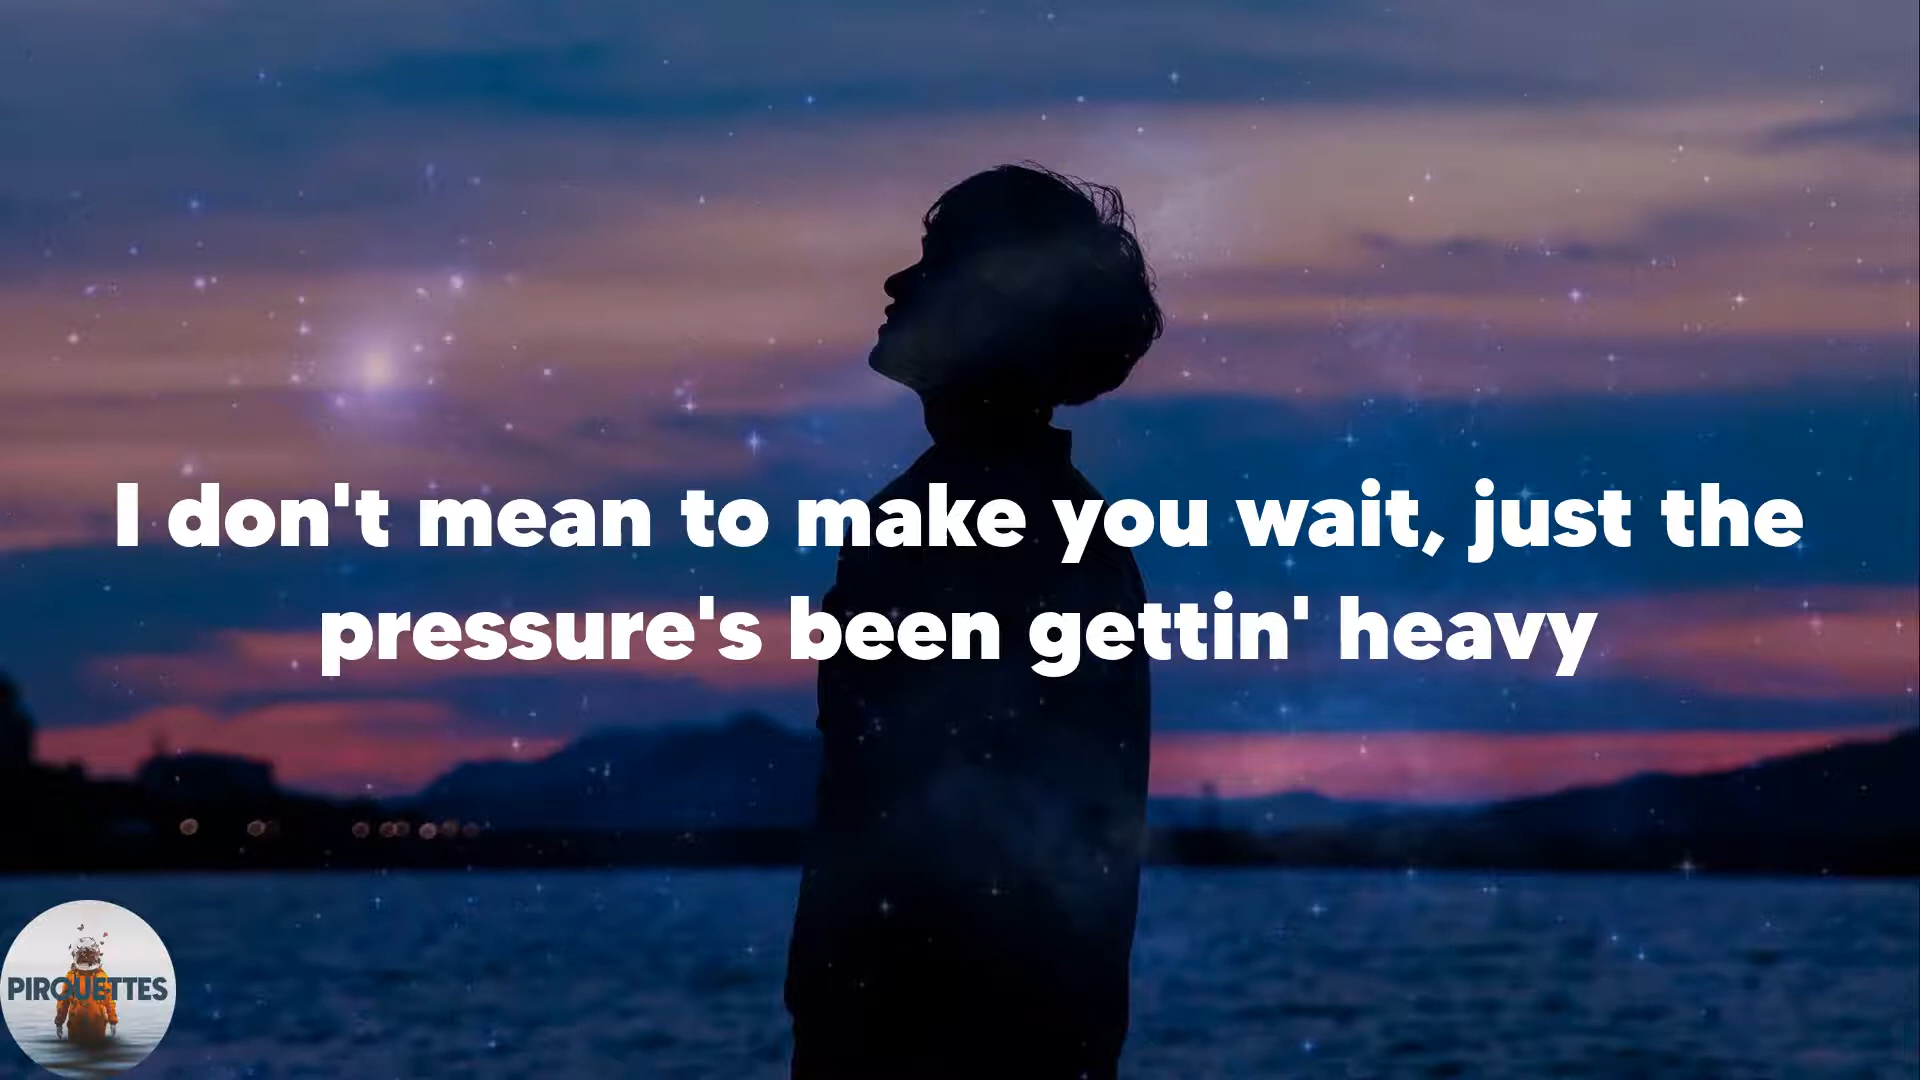 I don't mean to make you wait, just the
pressure's been gettin' heavy
PIROUETTES